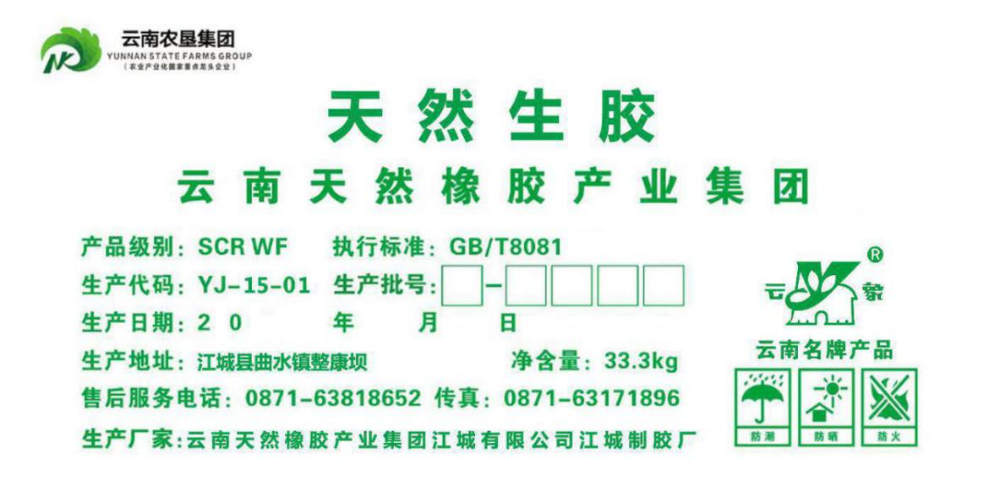 云南农垦集团
YUNNAN STATE FARMS GROUP
（农业产业化国家重点龙头企业）
天然生胶
云南天然橡胶产业集团
产品级别：SCR WF 执行标准：GB/T8081
生产代码：YJ-15-01 生产批号：□-□□□□
生产日期：20 年 月 日
生产地址：江城县曲水镇整康坝 净含量：33.3kg
售后服务电话：0871-63818652 传真：0871-63171896
生产厂家:云南天然橡胶产业集团江城有限公司江城制胶厂
®
云象
云南名牌产品
防潮 防晒 防火